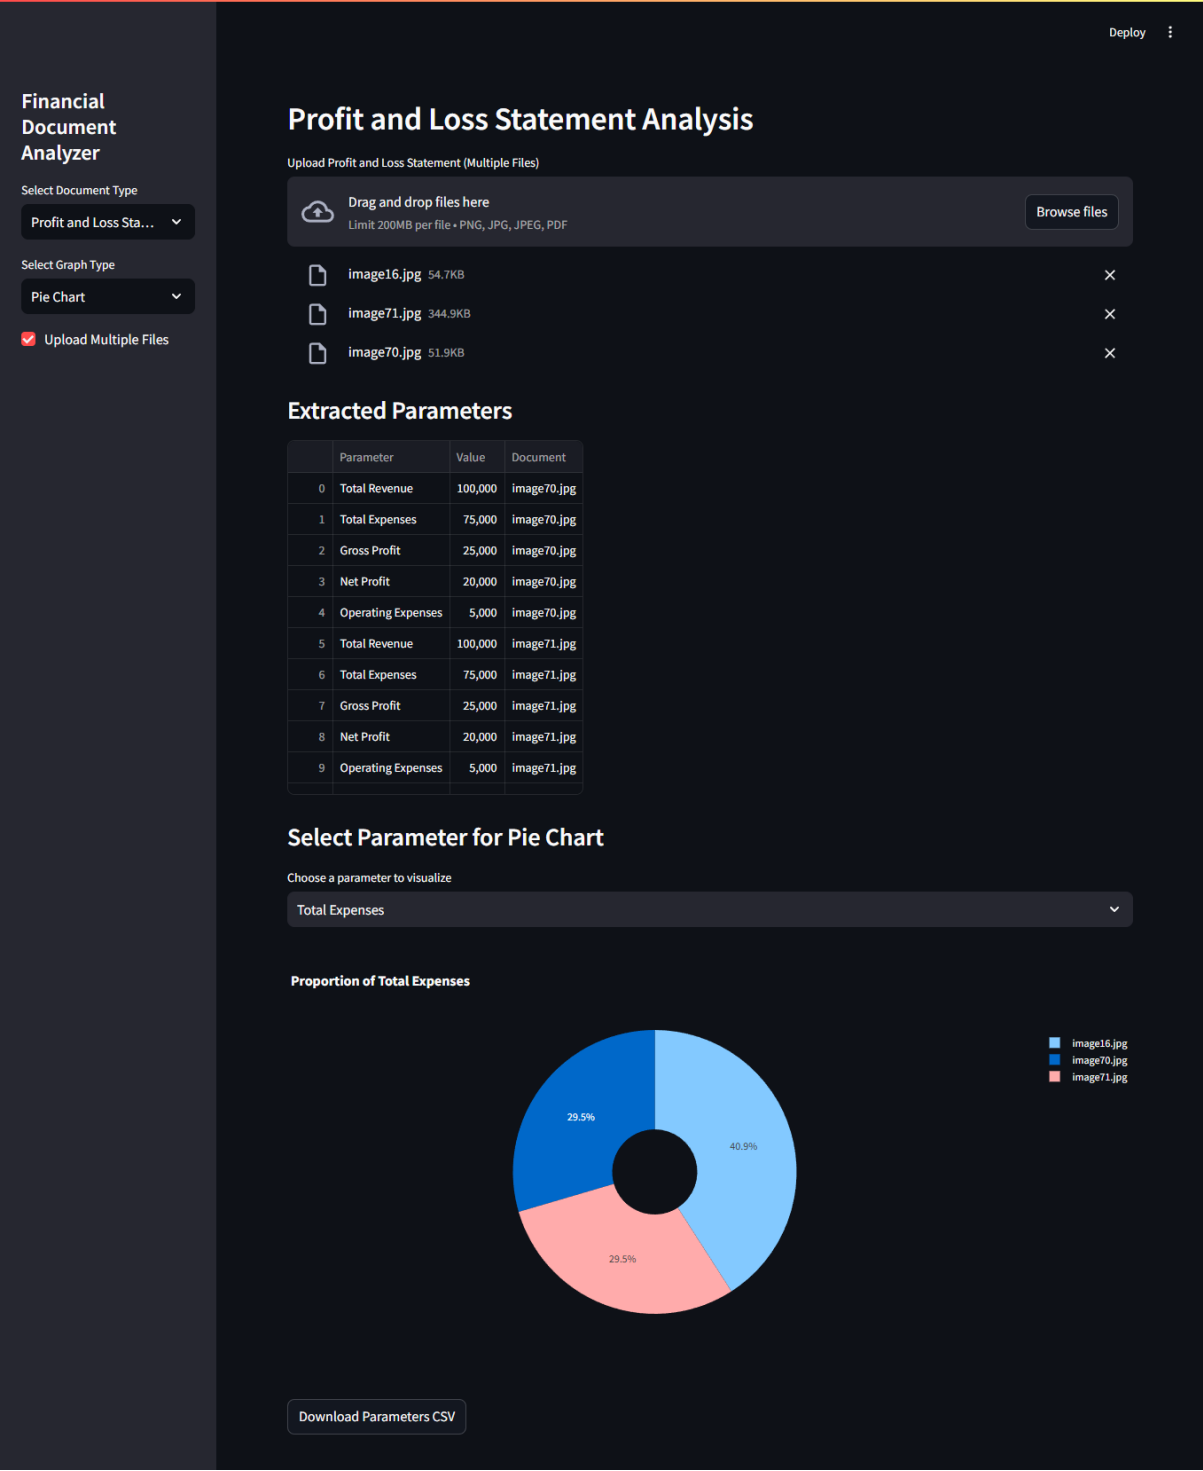 Deploy
Financial
Document
Analyzer
Select Document Type
Profit and Loss Sta...
Select Graph Type
Pie Chart
Upload Multiple Files
Profit and Loss Statement Analysis
Upload Profit and Loss Statement (Multiple Files)
Drag and drop files here
Limit 200MB per file • PNG, JPG, JPEG, PDF
Browse files
image16.jpg 54.7KB
image71.jpg 344.9KB
image70.jpg 51.9KB
Extracted Parameters
Parameter Value Document
0 Total Revenue 100,000 image70.jpg
1 Total Expenses 75,000 image70.jpg
2 Gross Profit 25,000 image70.jpg
3 Net Profit 20,000 image70.jpg
4 Operating Expenses 5,000 image70.jpg
5 Total Revenue 100,000 image71.jpg
6 Total Expenses 75,000 image71.jpg
7 Gross Profit 25,000 image71.jpg
8 Net Profit 20,000 image71.jpg
9 Operating Expenses 5,000 image71.jpg
Select Parameter for Pie Chart
Choose a parameter to visualize
Total Expenses
Proportion of Total Expenses
image16.jpg
image70.jpg
image71.jpg
29.5%
40.9%
29.5%
Download Parameters CSV